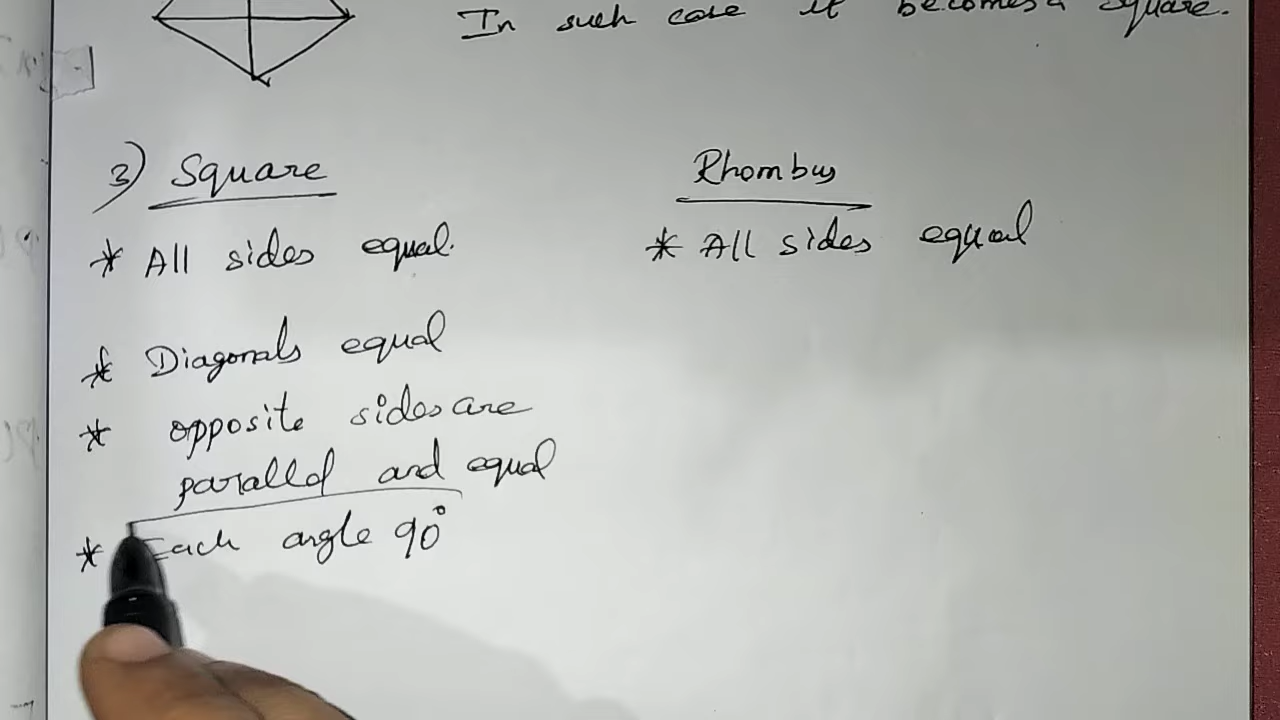 In such case it becomes a square.
3) Square
* All sides equal.
* Diagonals equal
* opposite sides are
parallel and equal
* Each angle 90°
Rhombus
* All sides equal